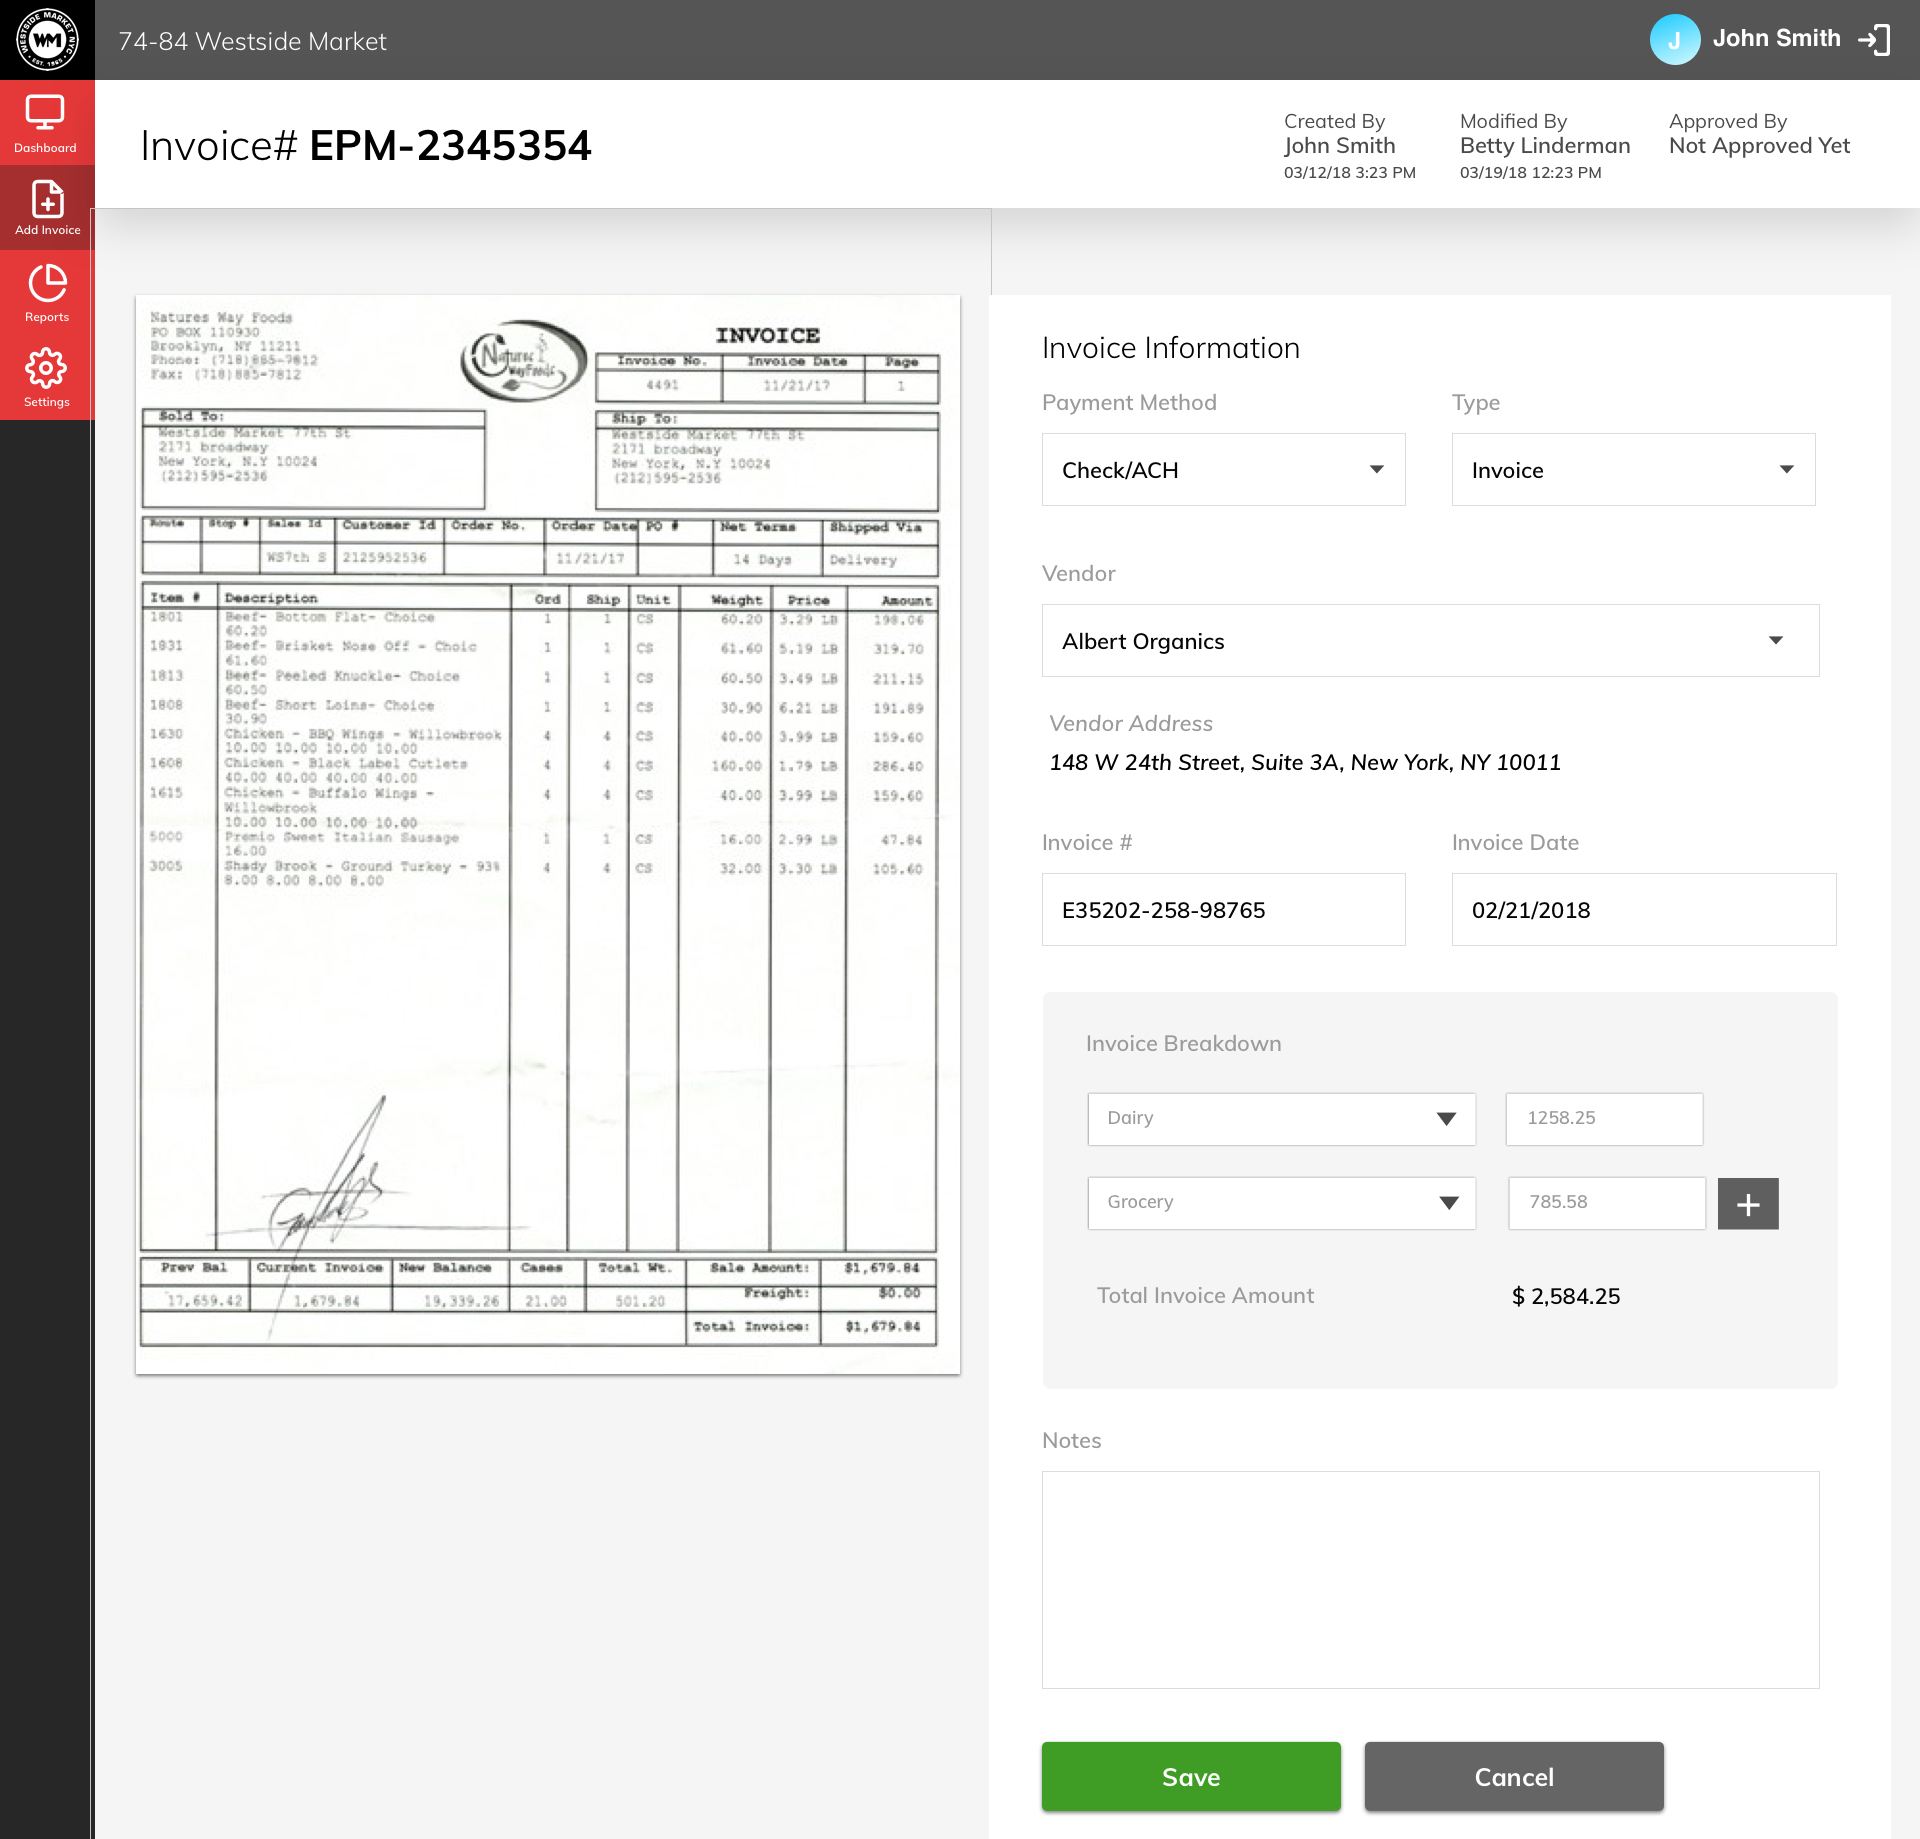 WESTSIDE MARKET NYC
WM
EST. 1965
74-84 Westside Market
J
John Smith
Dashboard
Add Invoice
Reports
Settings
Invoice# EPM-2345354
Created By
John Smith
03/12/18 3:23 PM
Modified By
Betty Linderman
03/19/18 12:23 PM
Approved By
Not Approved Yet
Natures Way Foods
PO BOX 110930
Brooklyn, NY 11211
Phone: (718)885-7812
Fax: (718)885-7812
Natures
WayFoods
INVOICE
Invoice No. Invoice Date Page
4491 11/21/17 1
Sold To:
Westside Market 77th St
2171 broadway
New York, N.Y 10024
(212)595-2536
Ship To:
Westside Market 77th St
2171 broadway
New York, N.Y 10024
(212)595-2536
Route Stop # Sales Id Customer Id Order No. Order Date PO # Net Terms Shipped Via
WS7th S 2125952536 11/21/17 14 Days Delivery
Item # Description Ord Ship Unit Weight Price Amount
1801 Beef- Bottom Flat- Choice 1 1 CS 60.20 3.29 LB 198.06
60.20
1831 Beef- Brisket Nose Off - Choic 1 1 CS 61.60 5.19 LB 319.70
61.60
1813 Beef- Peeled Knuckle- Choice 1 1 CS 60.50 3.49 LB 211.15
60.50
1808 Beef- Short Loins- Choice 1 1 CS 30.90 6.21 LB 191.89
30.90
1630 Chicken - BBQ Wings - Willowbrook 4 4 CS 40.00 3.99 LB 159.60
10.00 10.00 10.00 10.00
1608 Chicken - Black Label Cutlets 4 4 CS 160.00 1.79 LB 286.40
40.00 40.00 40.00 40.00
1615 Chicken - Buffalo Wings - 4 4 CS 40.00 3.99 LB 159.60
Willowbrook
10.00 10.00 10.00 10.00
5000 Premio Sweet Italian Sausage 1 1 CS 16.00 2.99 LB 47.84
16.00
3005 Shady Brook - Ground Turkey - 93% 4 4 CS 32.00 3.30 LB 105.60
8.00 8.00 8.00 8.00
Prev Bal Current Invoice New Balance Cases Total Wt. Sale Amount: $1,679.84
17,659.42 1,679.84 19,339.26 21.00 501.20 Freight: $0.00
Total Invoice: $1,679.84
Invoice Information
Payment Method
Check/ACH
Type
Invoice
Vendor
Albert Organics
Vendor Address
148 W 24th Street, Suite 3A, New York, NY 10011
Invoice #
E35202-258-98765
Invoice Date
02/21/2018
Invoice Breakdown
Dairy 1258.25
Grocery 785.58 +
Total Invoice Amount $ 2,584.25
Notes
Save
Cancel